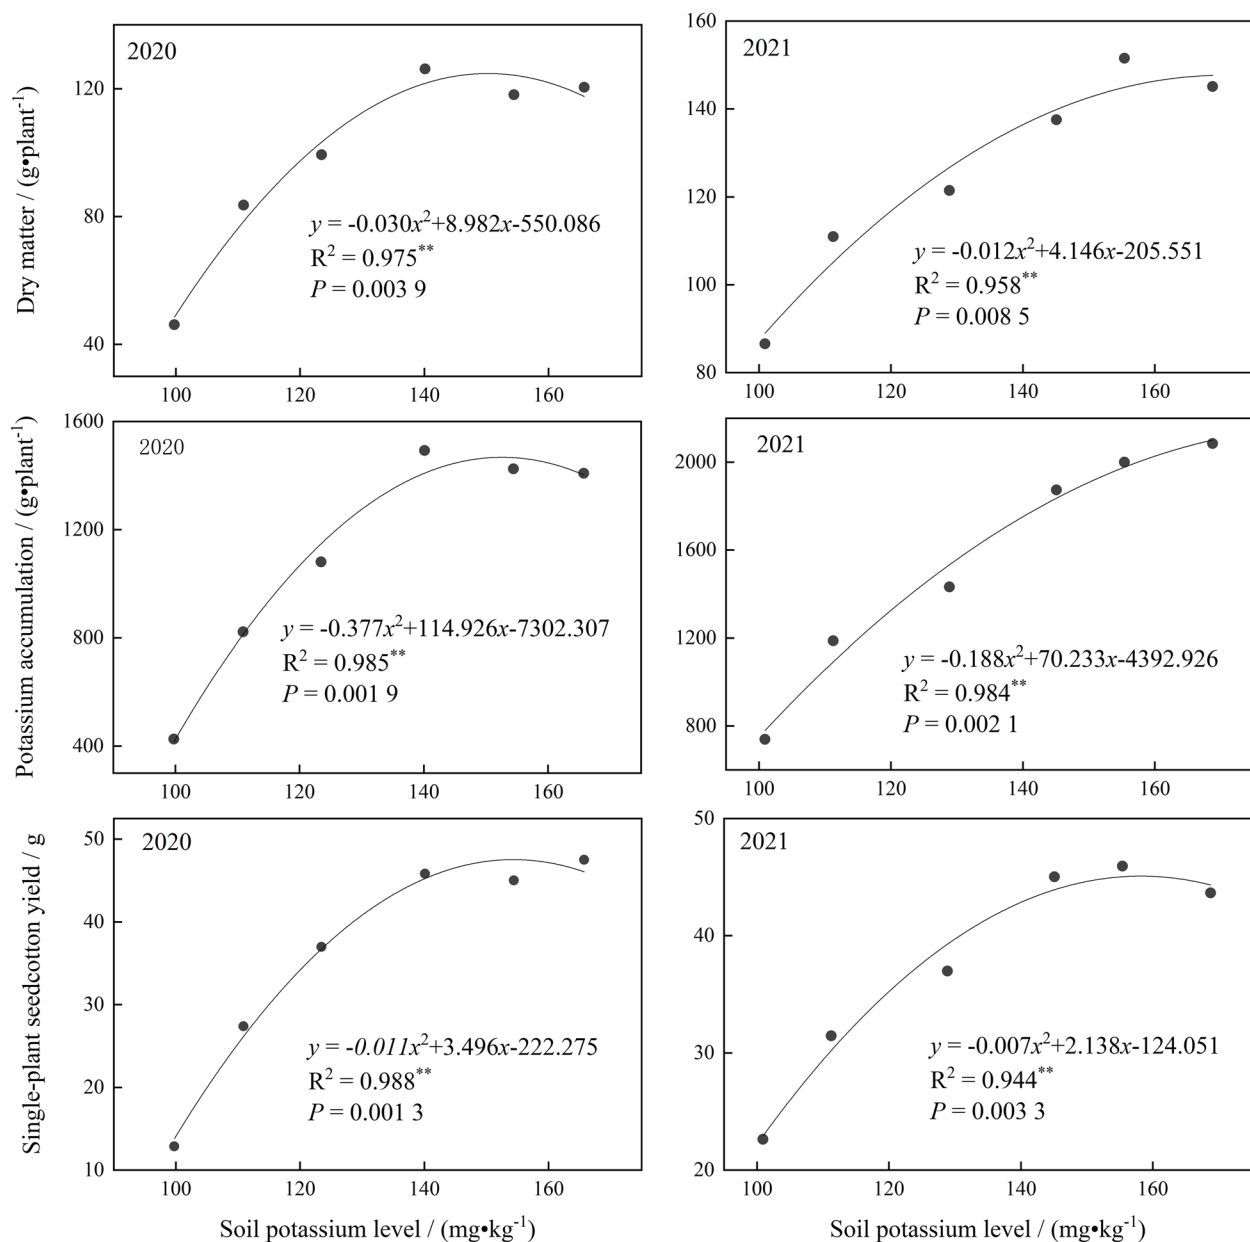 2020
Dry matter / (g•plant⁻¹)
120
80
40
y = -0.030x²+8.982x-550.086
R² = 0.975**
P = 0.003 9
100 120 140 160
2021
160
140
120
100
80
y = -0.012x²+4.146x-205.551
R² = 0.958**
P = 0.008 5
100 120 140 160
2020
Potassium accumulation / (g•plant⁻¹)
1600
1200
800
400
y = -0.377x²+114.926x-7302.307
R² = 0.985**
P = 0.001 9
100 120 140 160
2021
2000
1600
1200
800
y = -0.188x²+70.233x-4392.926
R² = 0.984**
P = 0.002 1
100 120 140 160
2020
Single-plant seedcotton yield / g
50
40
30
20
10
y = -0.011x²+3.496x-222.275
R² = 0.988**
P = 0.001 3
100 120 140 160
Soil potassium level / (mg•kg⁻¹)
2021
50
40
30
20
y = -0.007x²+2.138x-124.051
R² = 0.944**
P = 0.003 3
100 120 140 160
Soil potassium level / (mg•kg⁻¹)